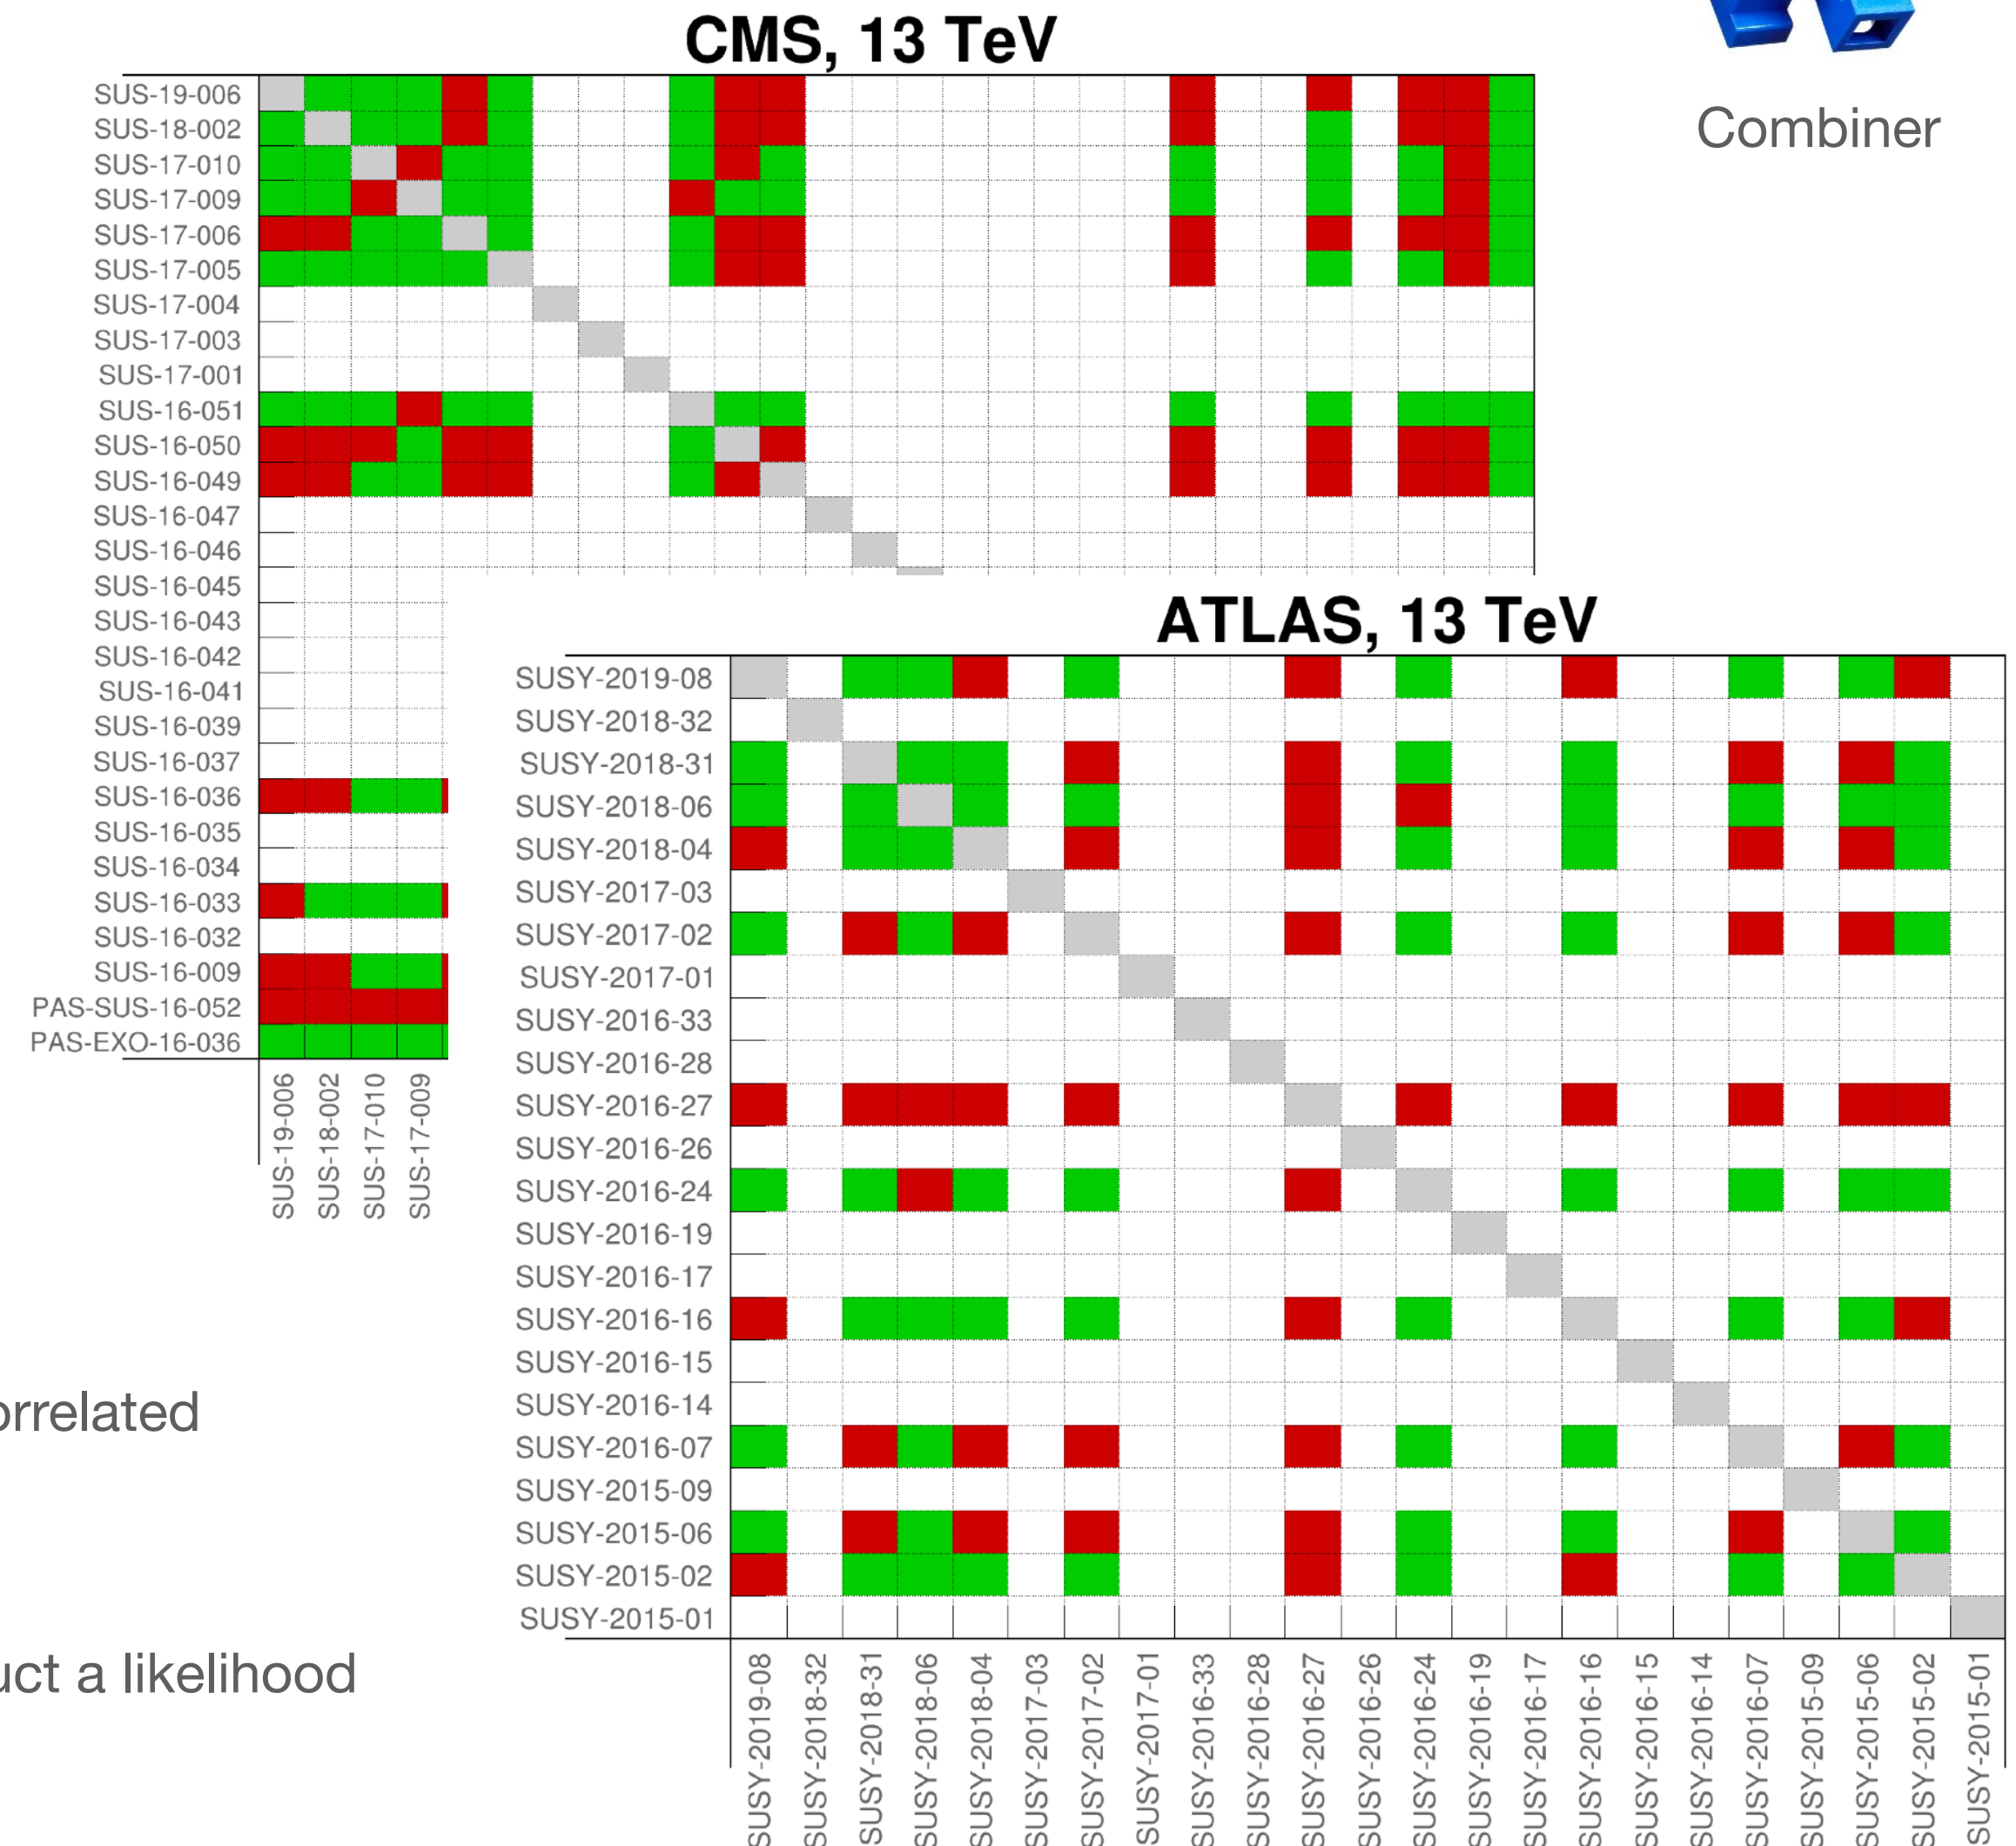 CMS, 13 TeV
Combiner
SUS-19-006
SUS-18-002
SUS-17-010
SUS-17-009
SUS-17-006
SUS-17-005
SUS-17-004
SUS-17-003
SUS-17-001
SUS-16-051
SUS-16-050
SUS-16-049
SUS-16-047
SUS-16-046
SUS-16-045
SUS-16-043
SUS-16-042
SUS-16-041
SUS-16-039
SUS-16-037
SUS-16-036
SUS-16-035
SUS-16-034
SUS-16-033
SUS-16-032
SUS-16-009
PAS-SUS-16-052
PAS-EXO-16-036
SUS-19-006
SUS-18-002
SUS-17-010
SUS-17-009
ATLAS, 13 TeV
SUSY-2019-08
SUSY-2018-32
SUSY-2018-31
SUSY-2018-06
SUSY-2018-04
SUSY-2017-03
SUSY-2017-02
SUSY-2017-01
SUSY-2016-33
SUSY-2016-28
SUSY-2016-27
SUSY-2016-26
SUSY-2016-24
SUSY-2016-19
SUSY-2016-17
SUSY-2016-16
SUSY-2016-15
SUSY-2016-14
SUSY-2016-07
SUSY-2015-09
SUSY-2015-06
SUSY-2015-02
SUSY-2015-01
SUSY-2019-08
SUSY-2018-32
SUSY-2018-31
SUSY-2018-06
SUSY-2018-04
SUSY-2017-03
SUSY-2017-02
SUSY-2017-01
SUSY-2016-33
SUSY-2016-28
SUSY-2016-27
SUSY-2016-26
SUSY-2016-24
SUSY-2016-19
SUSY-2016-17
SUSY-2016-16
SUSY-2016-15
SUSY-2016-14
SUSY-2016-07
SUSY-2015-09
SUSY-2015-06
SUSY-2015-02
SUSY-2015-01
orrelated
uct a likelihood